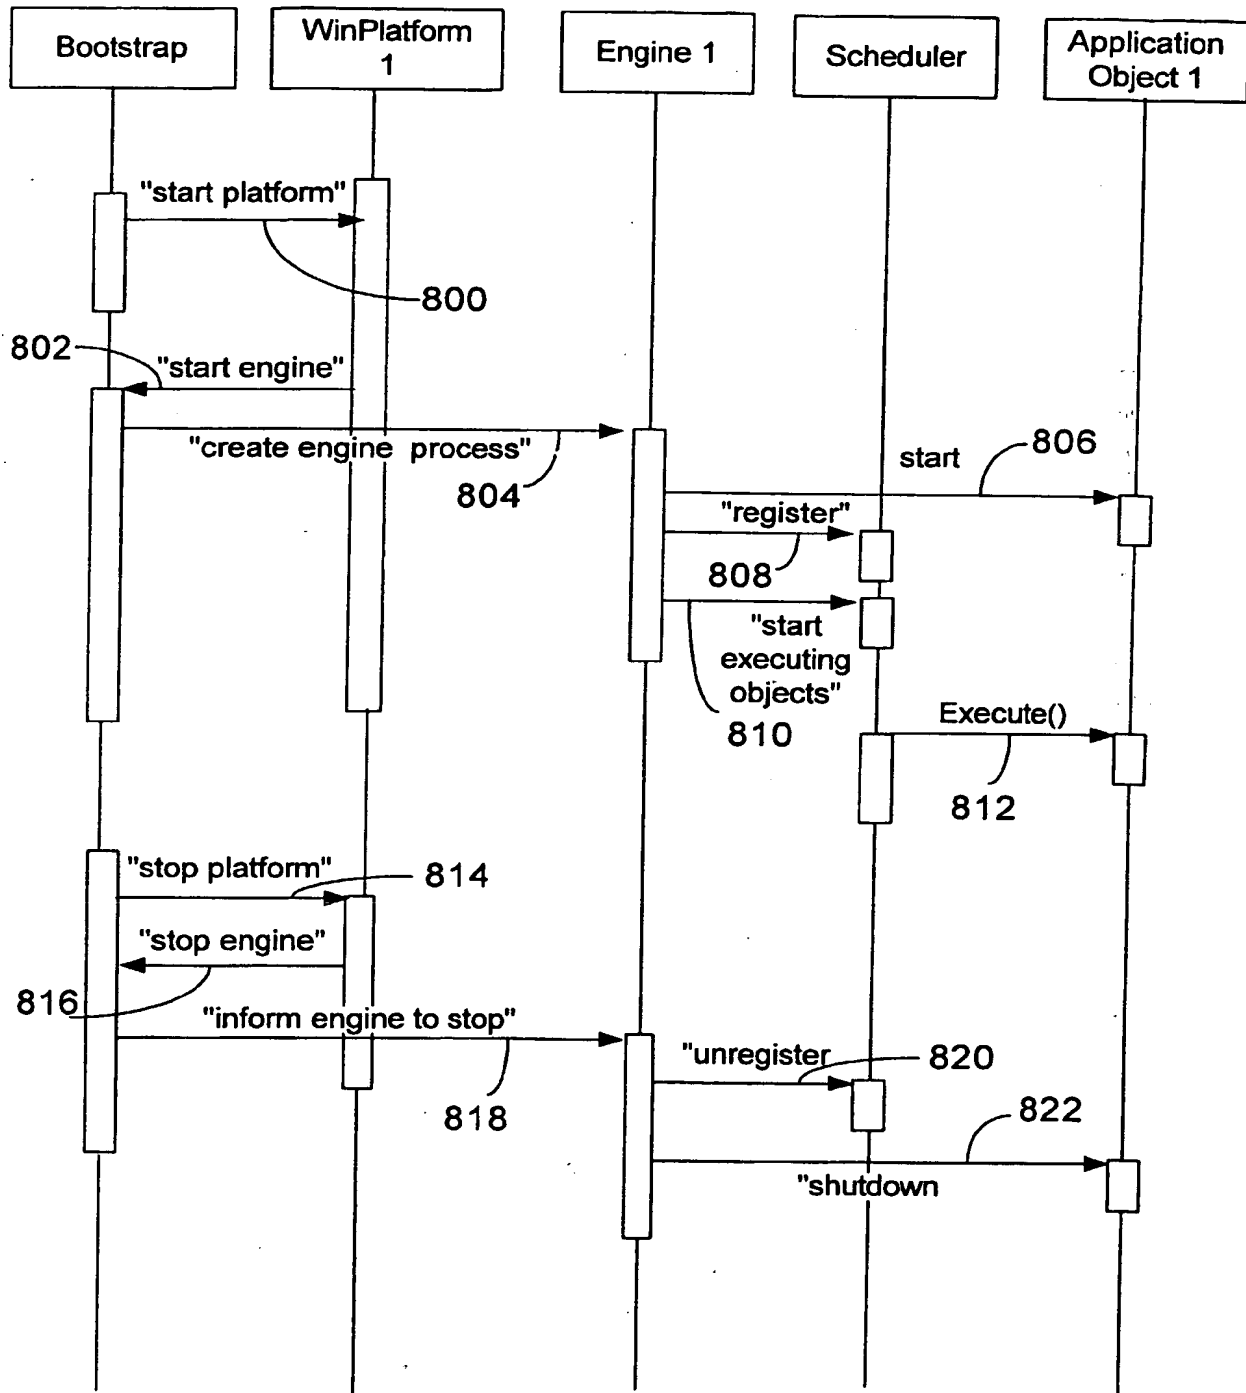 Bootstrap
WinPlatform
1
Engine 1
Scheduler
Application
Object 1
"start platform"
800
802
"start engine"
"create engine process"
804
start
806
"register"
808
"start
executing
objects"
810
Execute()
812
"stop platform"
814
"stop engine"
816
"inform engine to stop"
818
"unregister
820
822
"shutdown